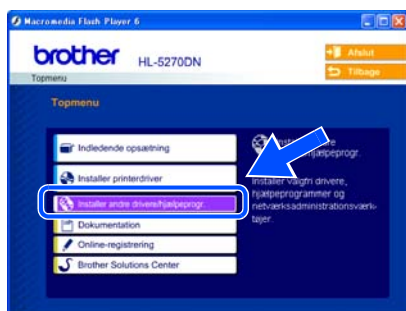 Macromedia Flash Player 6
brother HL-5270DN
Afslut
Tilbage
Topmenu
Topmenu
Indledende opsætning
Installer printerdriver
Installer andre drivere/hjælpeprogr.
Dokumentation
Online-registrering
Brother Solutions Center
Installer valgfri drivere,
hjælpeprogrammer og
netværksadministrationsværk-
tøjer.